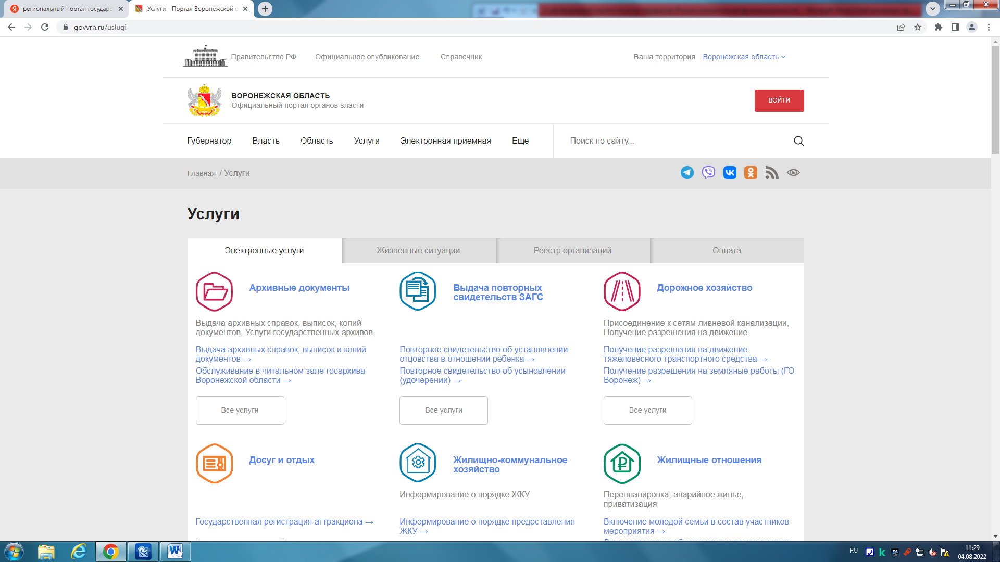 региональный портал государст
Услуги - Портал Воронежской о
govvrn.ru/uslugi
Правительство РФ
Официальное опубликование
Справочник
Ваша территория
Воронежская область
ВОРОНЕЖСКАЯ ОБЛАСТЬ
Официальный портал органов власти
ВОЙТИ
Губернатор
Власть
Область
Услуги
Электронная приемная
Еще
Поиск по сайту...
Главная / Услуги
Услуги
Электронные услуги
Жизненные ситуации
Реестр организаций
Оплата
Архивные документы
Выдача архивных справок, выписок, копий
документов. Услуги государственных архивов
Выдача архивных справок, выписок и копий
документов →
Обслуживание в читальном зале госархива
Воронежской области →
Все услуги
Выдача повторных
свидетельств ЗАГС
Повторное свидетельство об установлении
отцовства в отношении ребенка →
Повторное свидетельство об усыновлении
(удочерении) →
Все услуги
Дорожное хозяйство
Присоединение к сетям ливневой канализации,
Получение разрешения на движение
Получение разрешения на движение
тяжеловесного транспортного средства →
Получение разрешения на земляные работы (ГО
Воронеж) →
Все услуги
Досуг и отдых
Государственная регистрация аттракциона →
Жилищно-коммунальное
хозяйство
Информирование о порядке ЖКУ
Информирование о порядке предоставления
ЖКУ →
Жилищные отношения
Перепланировка, аварийное жилье,
приватизация
Включение молодой семьи в состав участников
мероприятия →
RU
11:29
04.08.2022